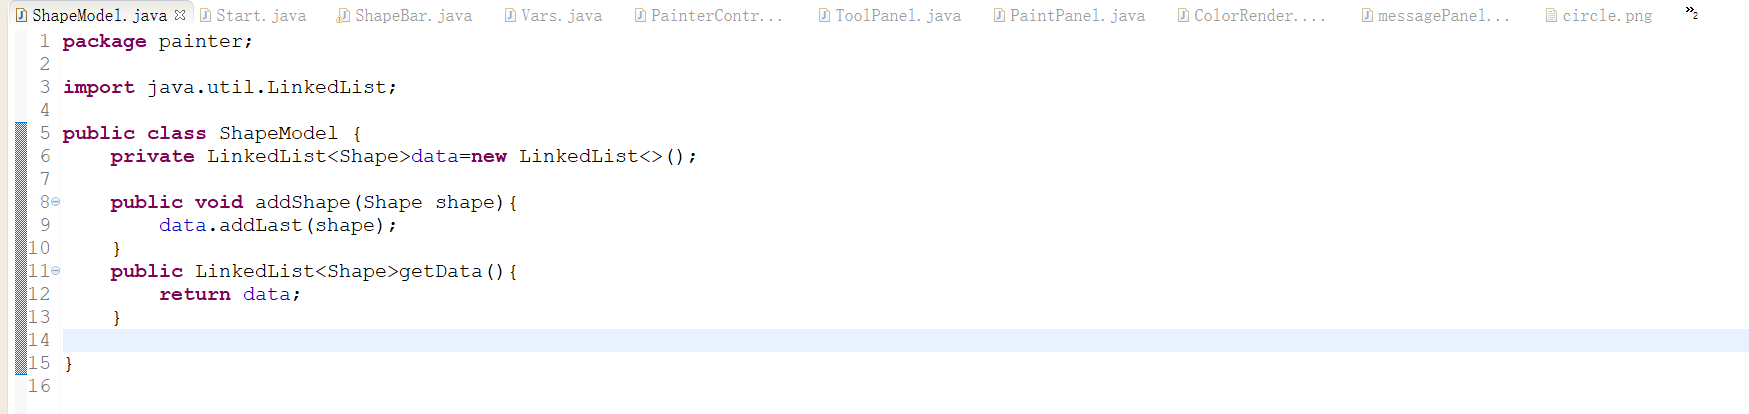 ShapeModel.java Start.java ShapeBar.java Vars.java PainterContr... ToolPanel.java PaintPanel.java ColorRender.... messagePanel... circle.png »2
1 package painter;
2
3 import java.util.LinkedList;
4
5 public class ShapeModel {
6     private LinkedList<Shape>data=new LinkedList<>();
7
8     public void addShape(Shape shape){
9         data.addLast(shape);
10     }
11     public LinkedList<Shape>getData(){
12         return data;
13     }
14
15 }
16